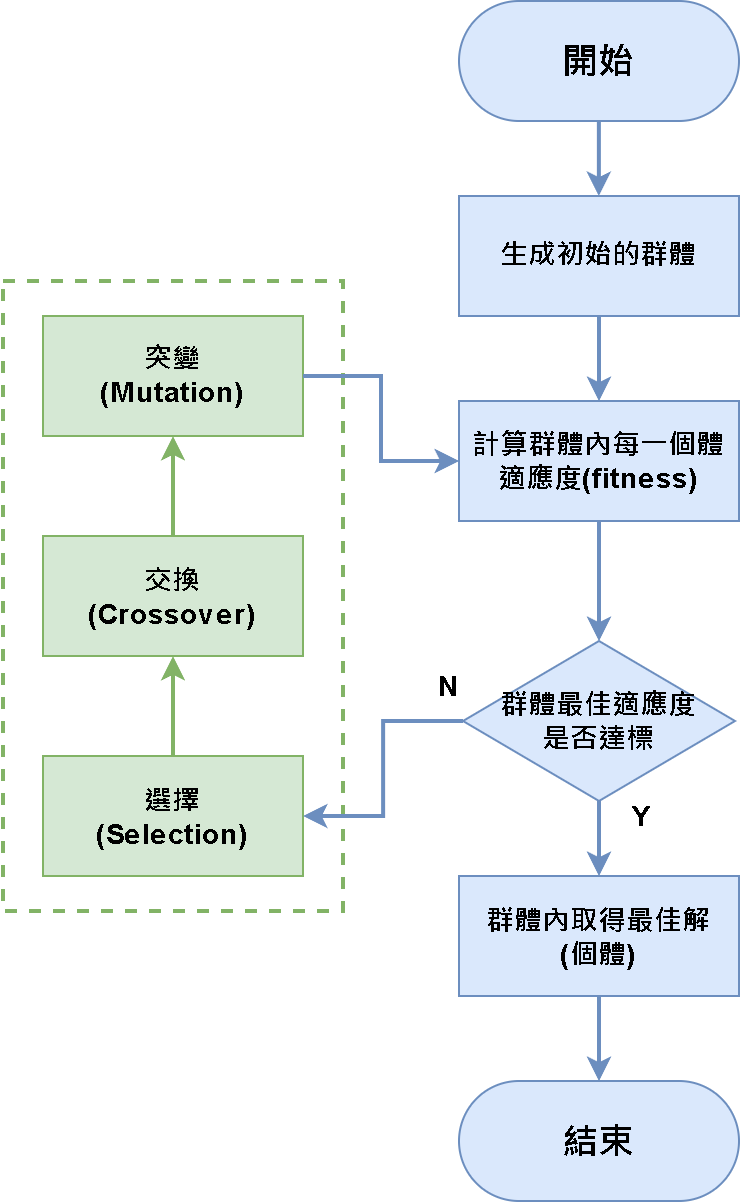 開始
生成初始的群體
計算群體內每一個體
適應度(fitness)
群體最佳適應度
是否達標
N
Y
選擇
(Selection)
交換
(Crossover)
突變
(Mutation)
群體內取得最佳解
(個體)
結束